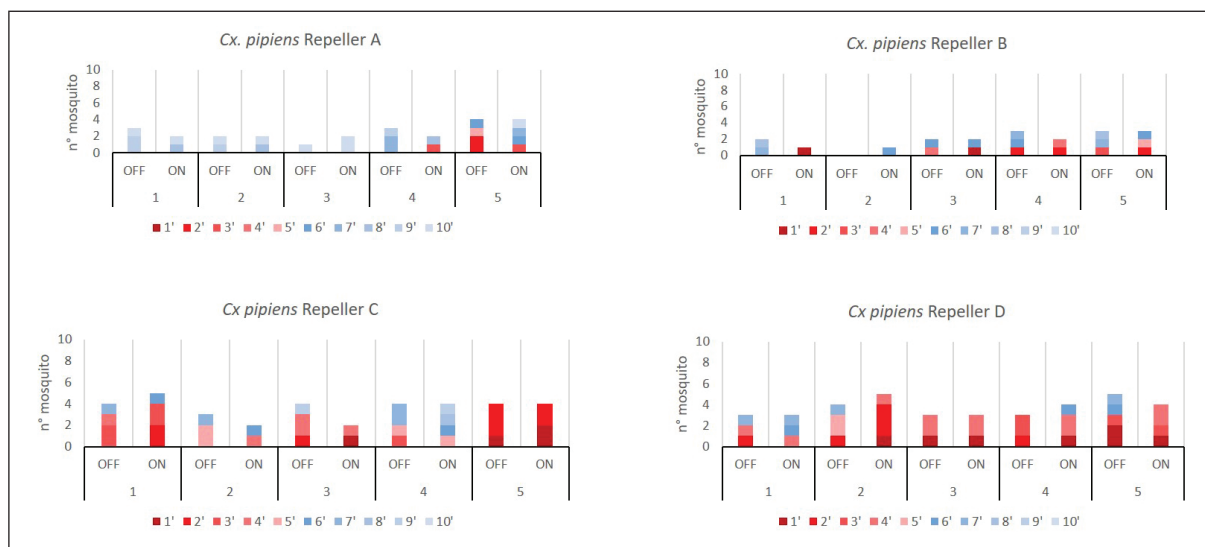 Cx. pipiens Repeller A
n° mosquito
10
8
6
4
2
0
OFF ON OFF ON OFF ON OFF ON OFF ON
1 2 3 4 5
1' 2' 3' 4' 5' 6' 7' 8' 9' 10'
Cx. pipiens Repeller B
n° mosquito
10
8
6
4
2
0
OFF ON OFF ON OFF ON OFF ON OFF ON
1 2 3 4 5
1' 2' 3' 4' 5' 6' 7' 8' 9' 10'
Cx pipiens Repeller C
n° mosquito
10
8
6
4
2
0
OFF ON OFF ON OFF ON OFF ON OFF ON
1 2 3 4 5
1' 2' 3' 4' 5' 6' 7' 8' 9' 10'
Cx pipiens Repeller D
n° mosquito
10
8
6
4
2
0
OFF ON OFF ON OFF ON OFF ON OFF ON
1 2 3 4 5
1' 2' 3' 4' 5' 6' 7' 8' 9' 10'